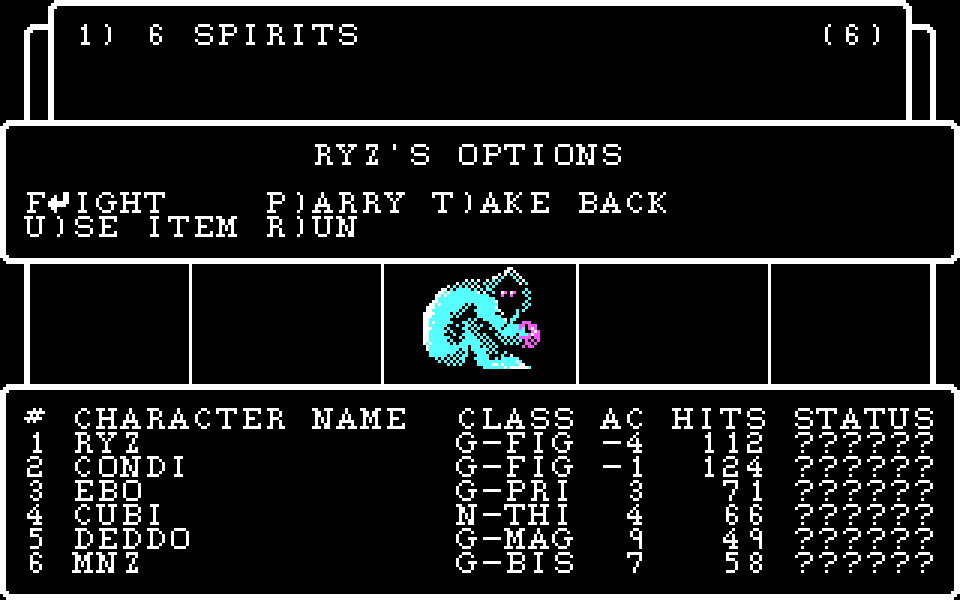 1) 6 SPIRITS (6)
RYZ'S OPTIONS
F↵IGHT P)ARRY T)AKE BACK
U)SE ITEM R)UN
# CHARACTER NAME CLASS AC HITS STATUS
1 RYZ G-FIG -4 112 ??????
2 CONDI G-FIG -1 124 ??????
3 EBO G-PRI 3 71 ??????
4 CUBI N-THI 4 66 ??????
5 DEDDO G-MAG 9 49 ??????
6 MNZ G-BIS 7 58 ??????